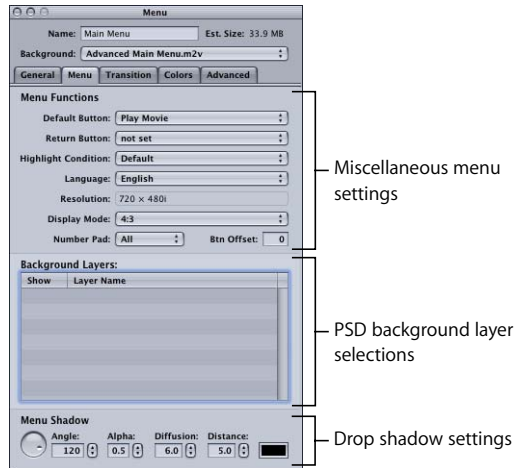 Menu
Name: Main Menu Est. Size: 33.9 MB
Background: Advanced Main Menu.m2v
General Menu Transition Colors Advanced
Menu Functions
Default Button: Play Movie
Return Button: not set
Highlight Condition: Default
Language: English
Resolution: 720 × 480i
Display Mode: 4:3
Number Pad: All Btn Offset: 0
Miscellaneous menu
settings
Background Layers:
Show Layer Name
PSD background layer
selections
Menu Shadow
Angle: Alpha: Diffusion: Distance:
120 0.5 6.0 5.0
Drop shadow settings